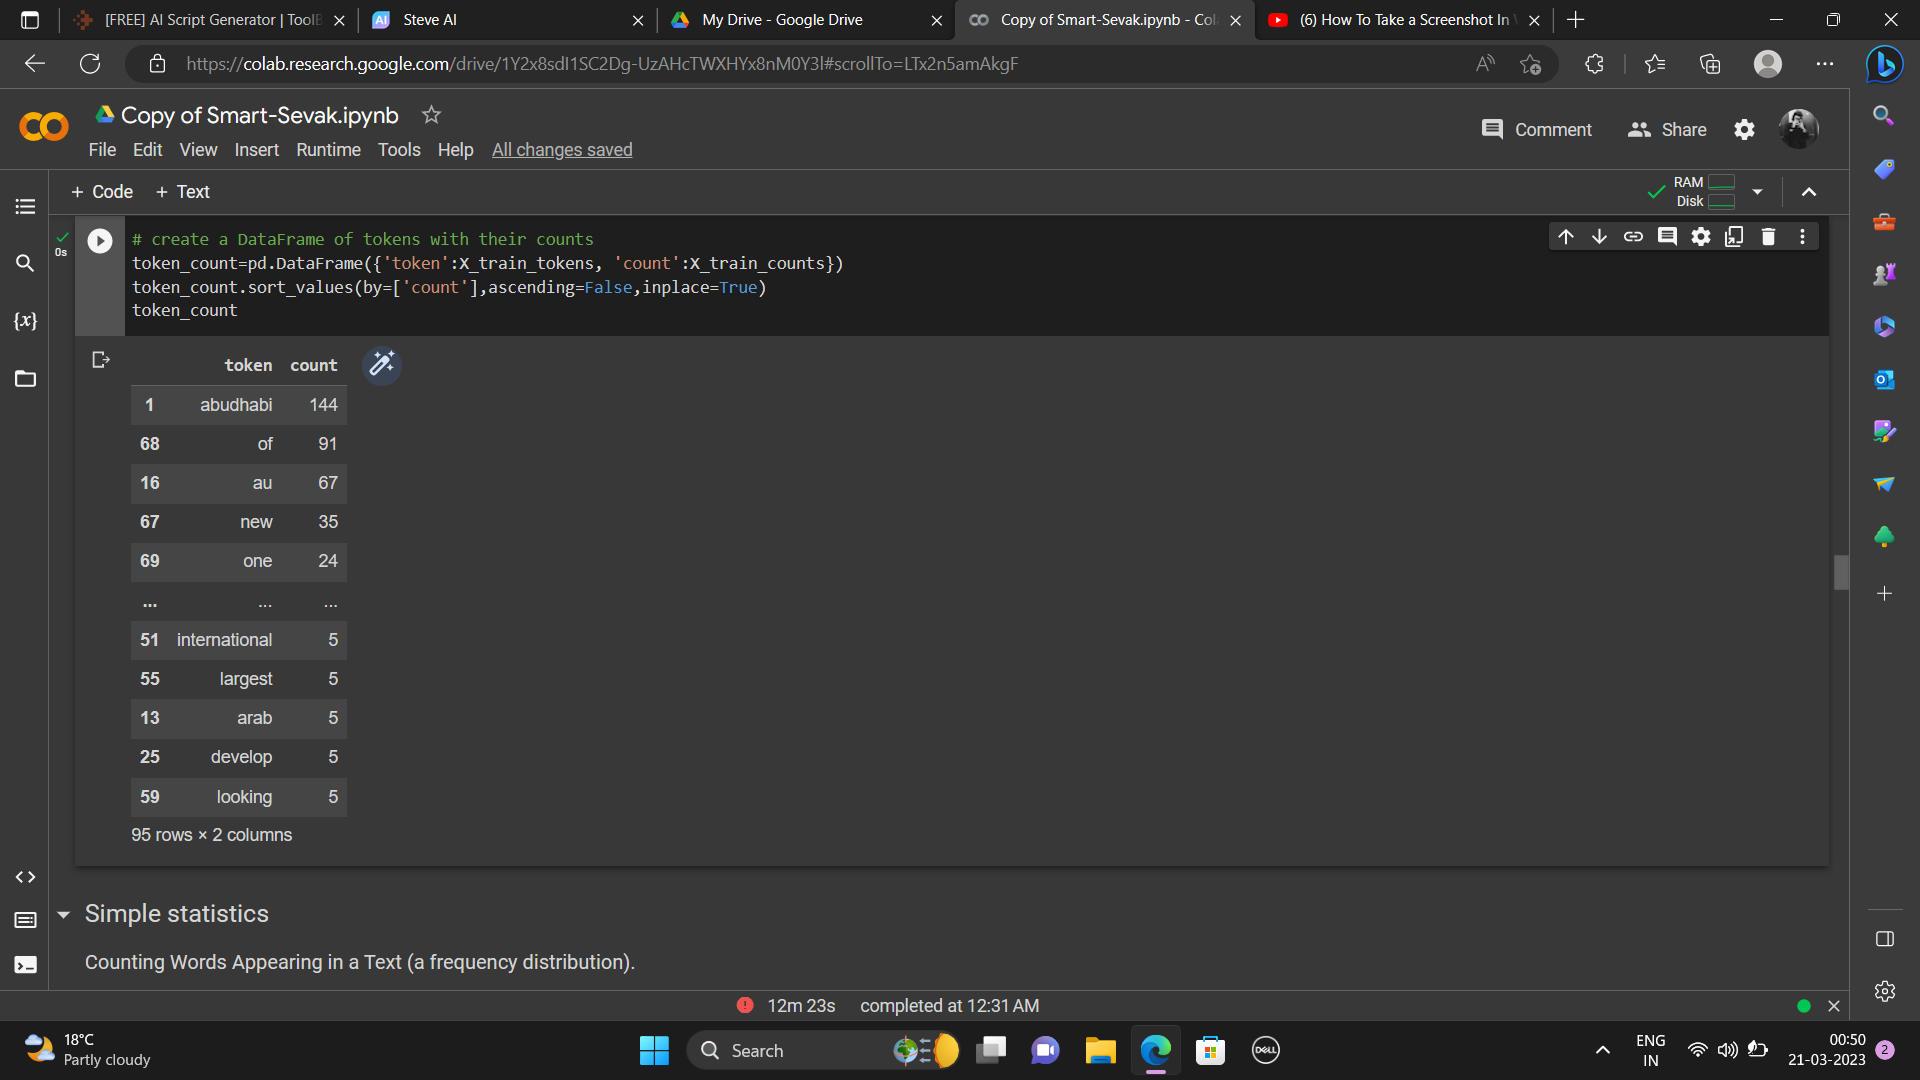 [FREE] AI Script Generator | ToolB
Steve AI
My Drive - Google Drive
Copy of Smart-Sevak.ipynb - Col
(6) How To Take a Screenshot In
https://colab.research.google.com/drive/1Y2x8sdI1SC2Dg-UzAHcTWXHYx8nM0Y3l#scrollTo=LTx2n5amAkgF
Copy of Smart-Sevak.ipynb
File Edit View Insert Runtime Tools Help All changes saved
Comment
Share
+ Code + Text
RAM
Disk
0s
# create a DataFrame of tokens with their counts
token_count=pd.DataFrame({'token':X_train_tokens, 'count':X_train_counts})
token_count.sort_values(by=['count'],ascending=False,inplace=True)
token_count
{x}
token count
1 abudhabi 144
68 of 91
16 au 67
67 new 35
69 one 24
... ... ...
51 international 5
55 largest 5
13 arab 5
25 develop 5
59 looking 5
95 rows × 2 columns
Simple statistics
Counting Words Appearing in a Text (a frequency distribution).
12m 23s completed at 12:31 AM
18°C
Partly cloudy
Search
DELL
ENG
IN
00:50
21-03-2023
2